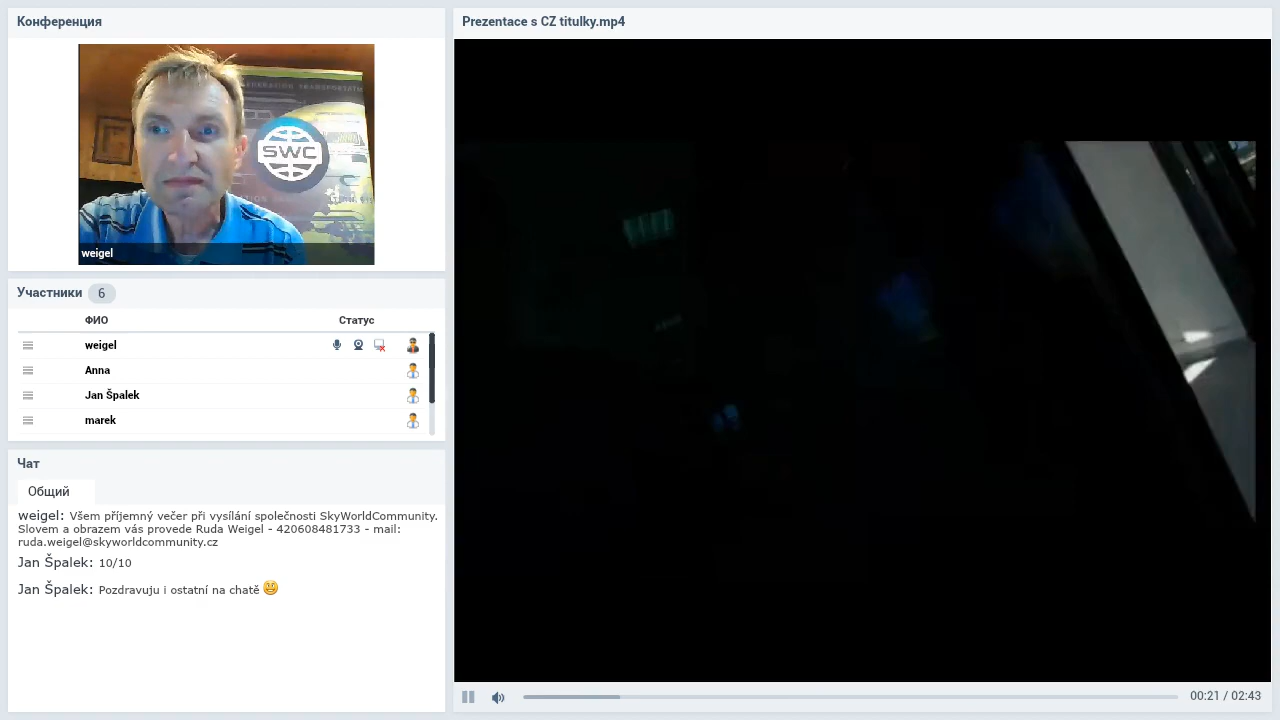 Конференция
SWC
weigel
Участники 6
ФИО Статус
weigel
Anna
Jan Špalek
marek
Чат
Общий
weigel: Všem příjemný večer při vysílání společnosti SkyWorldCommunity.
Slovem a obrazem vás provede Ruda Weigel - 420608481733 - mail:
ruda.weigel@skyworldcommunity.cz
Jan Špalek: 10/10
Jan Špalek: Pozdravuju i ostatní na chatě
Prezentace s CZ titulky.mp4
00:21 / 02:43